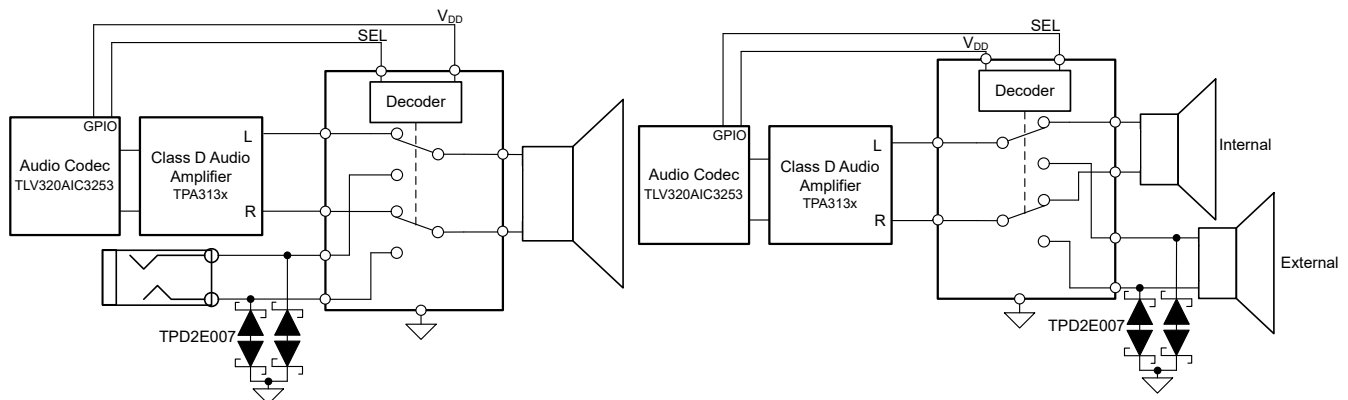 VDD
SEL
Decoder
GPIO
Audio Codec
TLV320AIC3253
Class D Audio
Amplifier
TPA313x
L
R
TPD2E007
SEL
VDD
Decoder
GPIO
Audio Codec
TLV320AIC3253
Class D Audio
Amplifier
TPA313x
L
R
Internal
External
TPD2E007